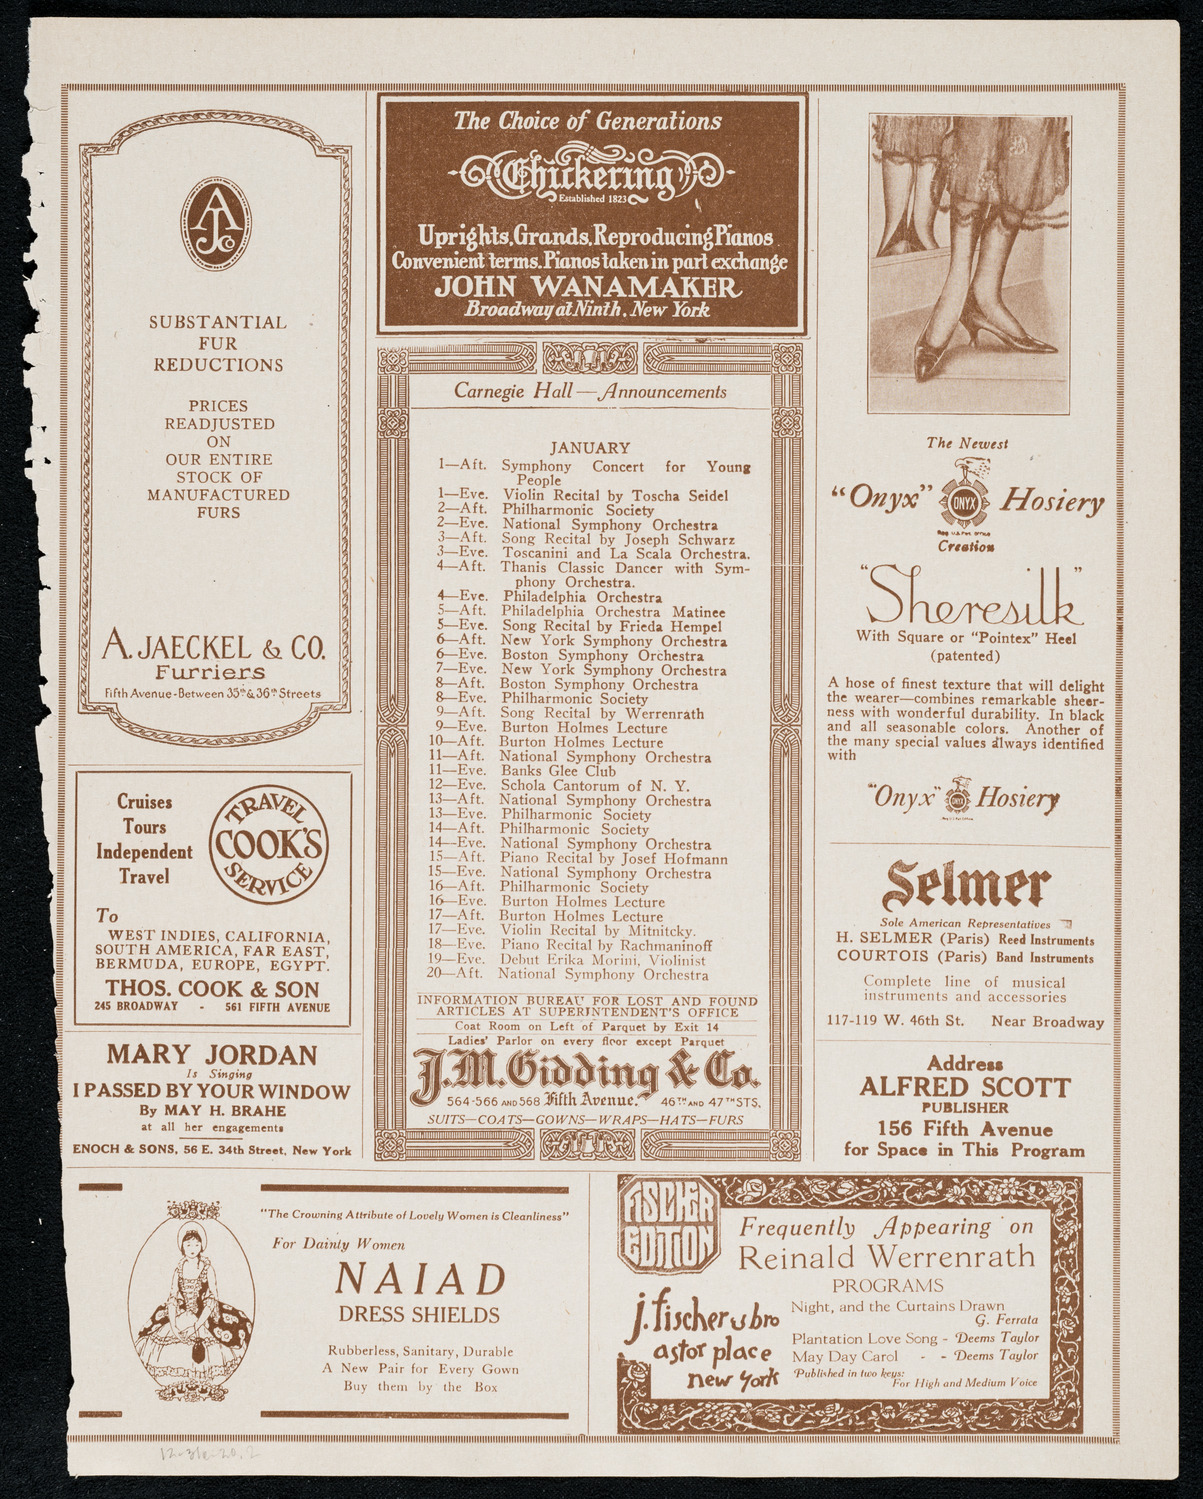 AJCo
SUBSTANTIAL
FUR
REDUCTIONS
PRICES
READJUSTED
ON
OUR ENTIRE
STOCK OF
MANUFACTURED
FURS
A. JAECKEL & CO.
Furriers
Fifth Avenue-Between 35th & 36th Streets
Cruises
Tours
Independent
Travel
TRAVEL
COOK'S
SERVICE
To
WEST INDIES, CALIFORNIA,
SOUTH AMERICA, FAR EAST,
BERMUDA, EUROPE, EGYPT.
THOS. COOK & SON
245 BROADWAY - 561 FIFTH AVENUE
MARY JORDAN
Is Singing
I PASSED BY YOUR WINDOW
By MAY H. BRAHE
at all her engagements
ENOCH & SONS, 56 E. 34th Street, New York
The Choice of Generations
Chickering
Established 1823
Uprights, Grands, Reproducing Pianos
Convenient terms. Pianos taken in part exchange
JOHN WANAMAKER
Broadway at Ninth, New York
Carnegie Hall — Announcements
JANUARY
1—Aft. Symphony Concert for Young
People
1—Eve. Violin Recital by Toscha Seidel
2—Aft. Philharmonic Society
2—Eve. National Symphony Orchestra
3—Aft. Song Recital by Joseph Schwarz
3—Eve. Toscanini and La Scala Orchestra.
4—Aft. Thanis Classic Dancer with Sym-
phony Orchestra.
4—Eve. Philadelphia Orchestra
5—Aft. Philadelphia Orchestra Matinee
5—Eve. Song Recital by Frieda Hempel
6—Aft. New York Symphony Orchestra
6—Eve. Boston Symphony Orchestra
7—Eve. New York Symphony Orchestra
8—Aft. Boston Symphony Orchestra
8—Eve. Philharmonic Society
9—Aft. Song Recital by Werrenrath
9—Eve. Burton Holmes Lecture
10—Aft. Burton Holmes Lecture
11—Aft. National Symphony Orchestra
11—Eve. Banks Glee Club
12—Eve. Schola Cantorum of N. Y.
13—Aft. National Symphony Orchestra
13—Eve. Philharmonic Society
14—Aft. Philharmonic Society
14—Eve. National Symphony Orchestra
15—Aft. Piano Recital by Josef Hofmann
15—Eve. National Symphony Orchestra
16—Aft. Philharmonic Society
16—Eve. Burton Holmes Lecture
17—Aft. Burton Holmes Lecture
17—Eve. Violin Recital by Mitnitcky.
18—Eve. Piano Recital by Rachmaninoff
19—Eve. Debut Erika Morini, Violinist
20—Aft. National Symphony Orchestra
INFORMATION BUREAU FOR LOST AND FOUND
ARTICLES AT SUPERINTENDENT'S OFFICE
Coat Room on Left of Parquet by Exit 14
Ladies' Parlor on every floor except Parquet
J.M. Gidding & Co.
564-566 AND 568 Fifth Avenue. 46TH AND 47TH STS.
SUITS—COATS—GOWNS—WRAPS—HATS—FURS
The Newest
"Onyx" ONYX Hosiery
Reg. U.S. Pat. Office
Creation
"Sheresilk"
With Square or "Pointex" Heel
(patented)
A hose of finest texture that will delight
the wearer—combines remarkable sheer-
ness with wonderful durability. In black
and all seasonable colors. Another of
the many special values always identified
with
"Onyx" ONYX Hosiery
Selmer
Sole American Representatives
H. SELMER (Paris) Reed Instruments
COURTOIS (Paris) Band Instruments
Complete line of musical
instruments and accessories
117-119 W. 46th St. Near Broadway
Address
ALFRED SCOTT
PUBLISHER
156 Fifth Avenue
for Space in This Program
"The Crowning Attribute of Lovely Women is Cleanliness"
For Dainty Women
NAIAD
DRESS SHIELDS
Rubberless, Sanitary, Durable
A New Pair for Every Gown
Buy them by the Box
FISCHER
EDITION
j. fischer & bro
astor place
new york
Frequently Appearing on
Reinald Werrenrath
PROGRAMS
Night, and the Curtains Drawn
G. Ferrata
Plantation Love Song - Deems Taylor
May Day Carol - - Deems Taylor
Published in two keys:
For High and Medium Voice